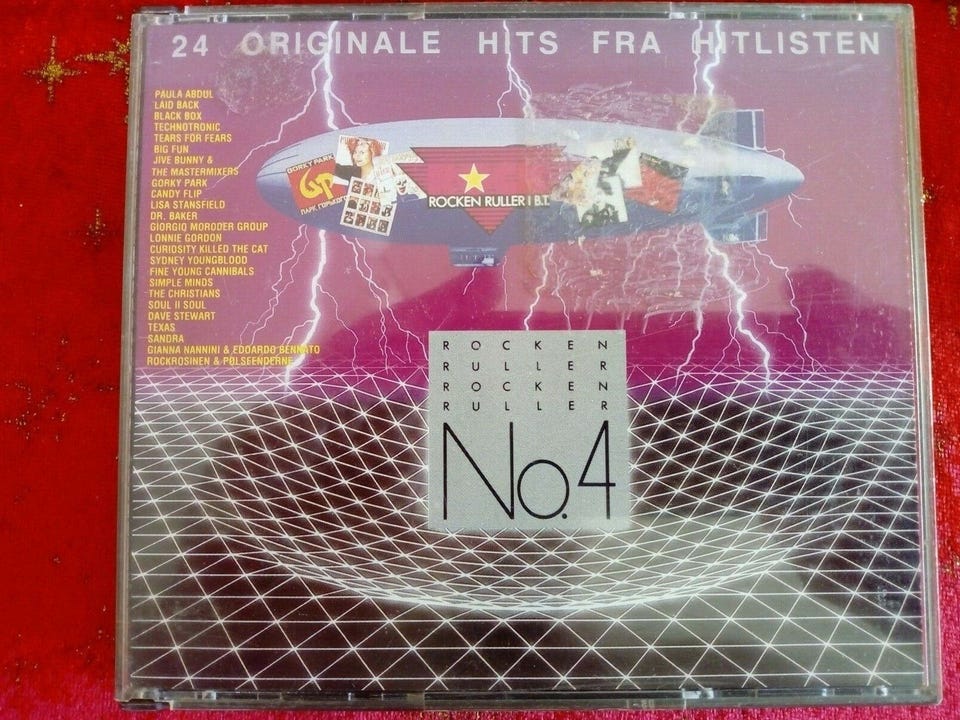 24 ORIGINALE HITS FRA HITLISTEN
PAULA ABDUL
LAID BACK
BLACK BOX
TECHNOTRONIC
TEARS FOR FEARS
BIG FUN
JIVE BUNNY &
THE MASTERMIXERS
GORKY PARK
CANDY FLIP
LISA STANSFIELD
DR. BAKER
GIORGIO MORODER GROUP
LONNIE GORDON
CURIOSITY KILLED THE CAT
SYDNEY YOUNGBLOOD
FINE YOUNG CANNIBALS
SIMPLE MINDS
THE CHRISTIANS
SOUL II SOUL
DAVE STEWART
TEXAS
SANDRA
GIANNA NANNINI & EDOARDO BENNATO
ROCKROSINEN & PØLSEENDERNE
GORKY PARK
ROCKEN RULLER I B.T.
ROCKEN
RULLER
ROCKEN
RULLER
No.4